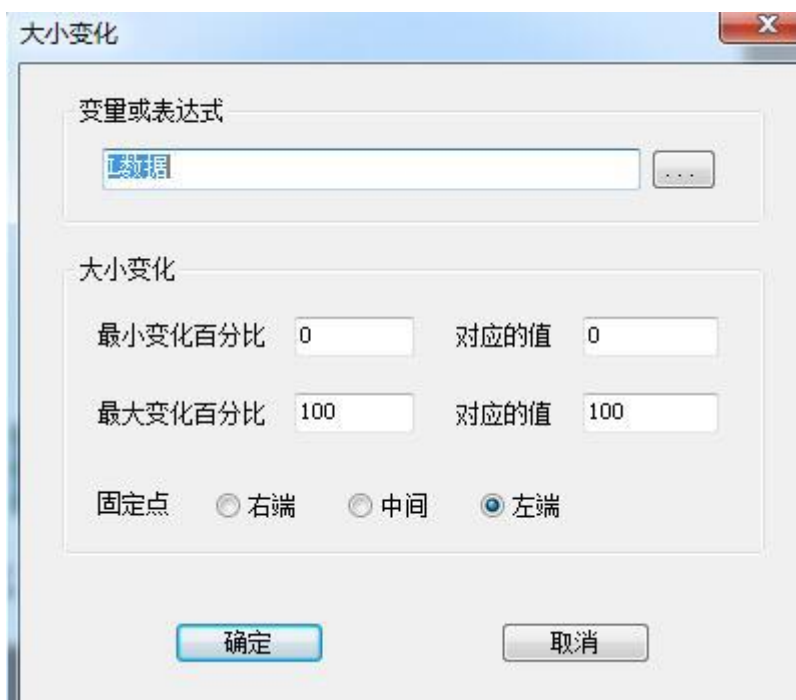 大小变化
变量或表达式
数据
...
大小变化
最小变化百分比 0 对应的值 0
最大变化百分比 100 对应的值 100
固定点 右端 中间 左端
确定 取消